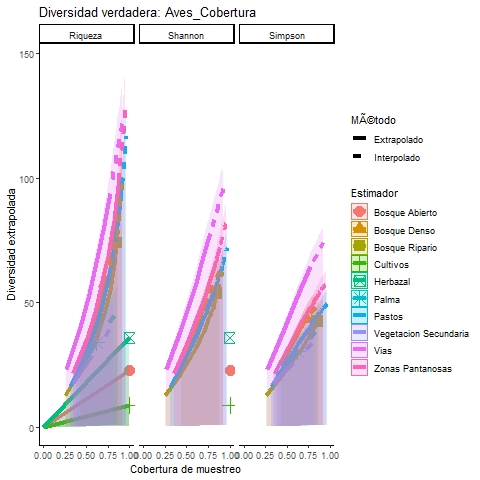 Diversidad verdadera: Aves_Cobertura
Riqueza
Shannon
Simpson
150
100
50
0
Diversidad extrapolada
0.00 0.25 0.50 0.75 1.00
0.00 0.25 0.50 0.75 1.00
0.00 0.25 0.50 0.75 1.00
Cobertura de muestreo
MÃ©todo
Extrapolado
Interpolado
Estimador
Bosque Abierto
Bosque Denso
Bosque Ripario
Cultivos
Herbazal
Palma
Pastos
Vegetacion Secundaria
Vias
Zonas Pantanosas